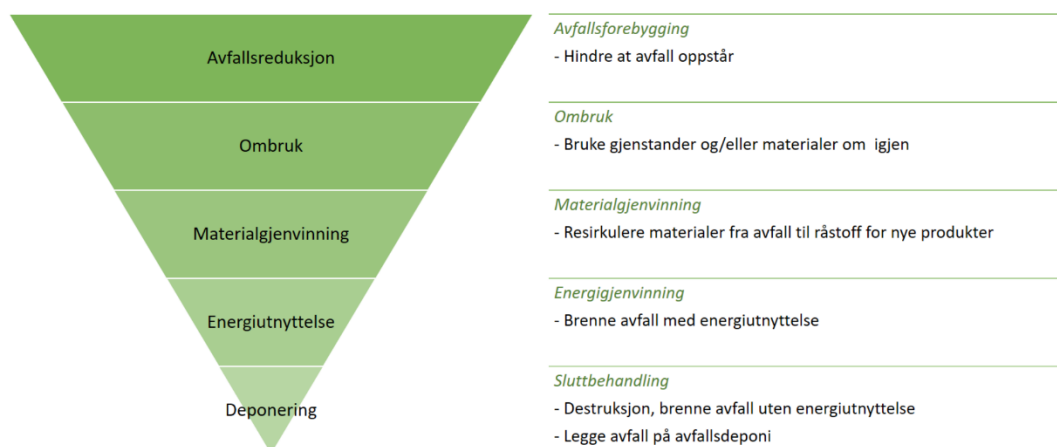 Avfallsreduksjon
Avfallsforebygging
- Hindre at avfall oppstår
Ombruk
Ombruk
- Bruke gjenstander og/eller materialer om igjen
Materialgjenvinning
Materialgjenvinning
- Resirkulere materialer fra avfall til råstoff for nye produkter
Energiutnyttelse
Energigjenvinning
- Brenne avfall med energiutnyttelse
Deponering
Sluttbehandling
- Destruksjon, brenne avfall uten energiutnyttelse
- Legge avfall på avfallsdeponi